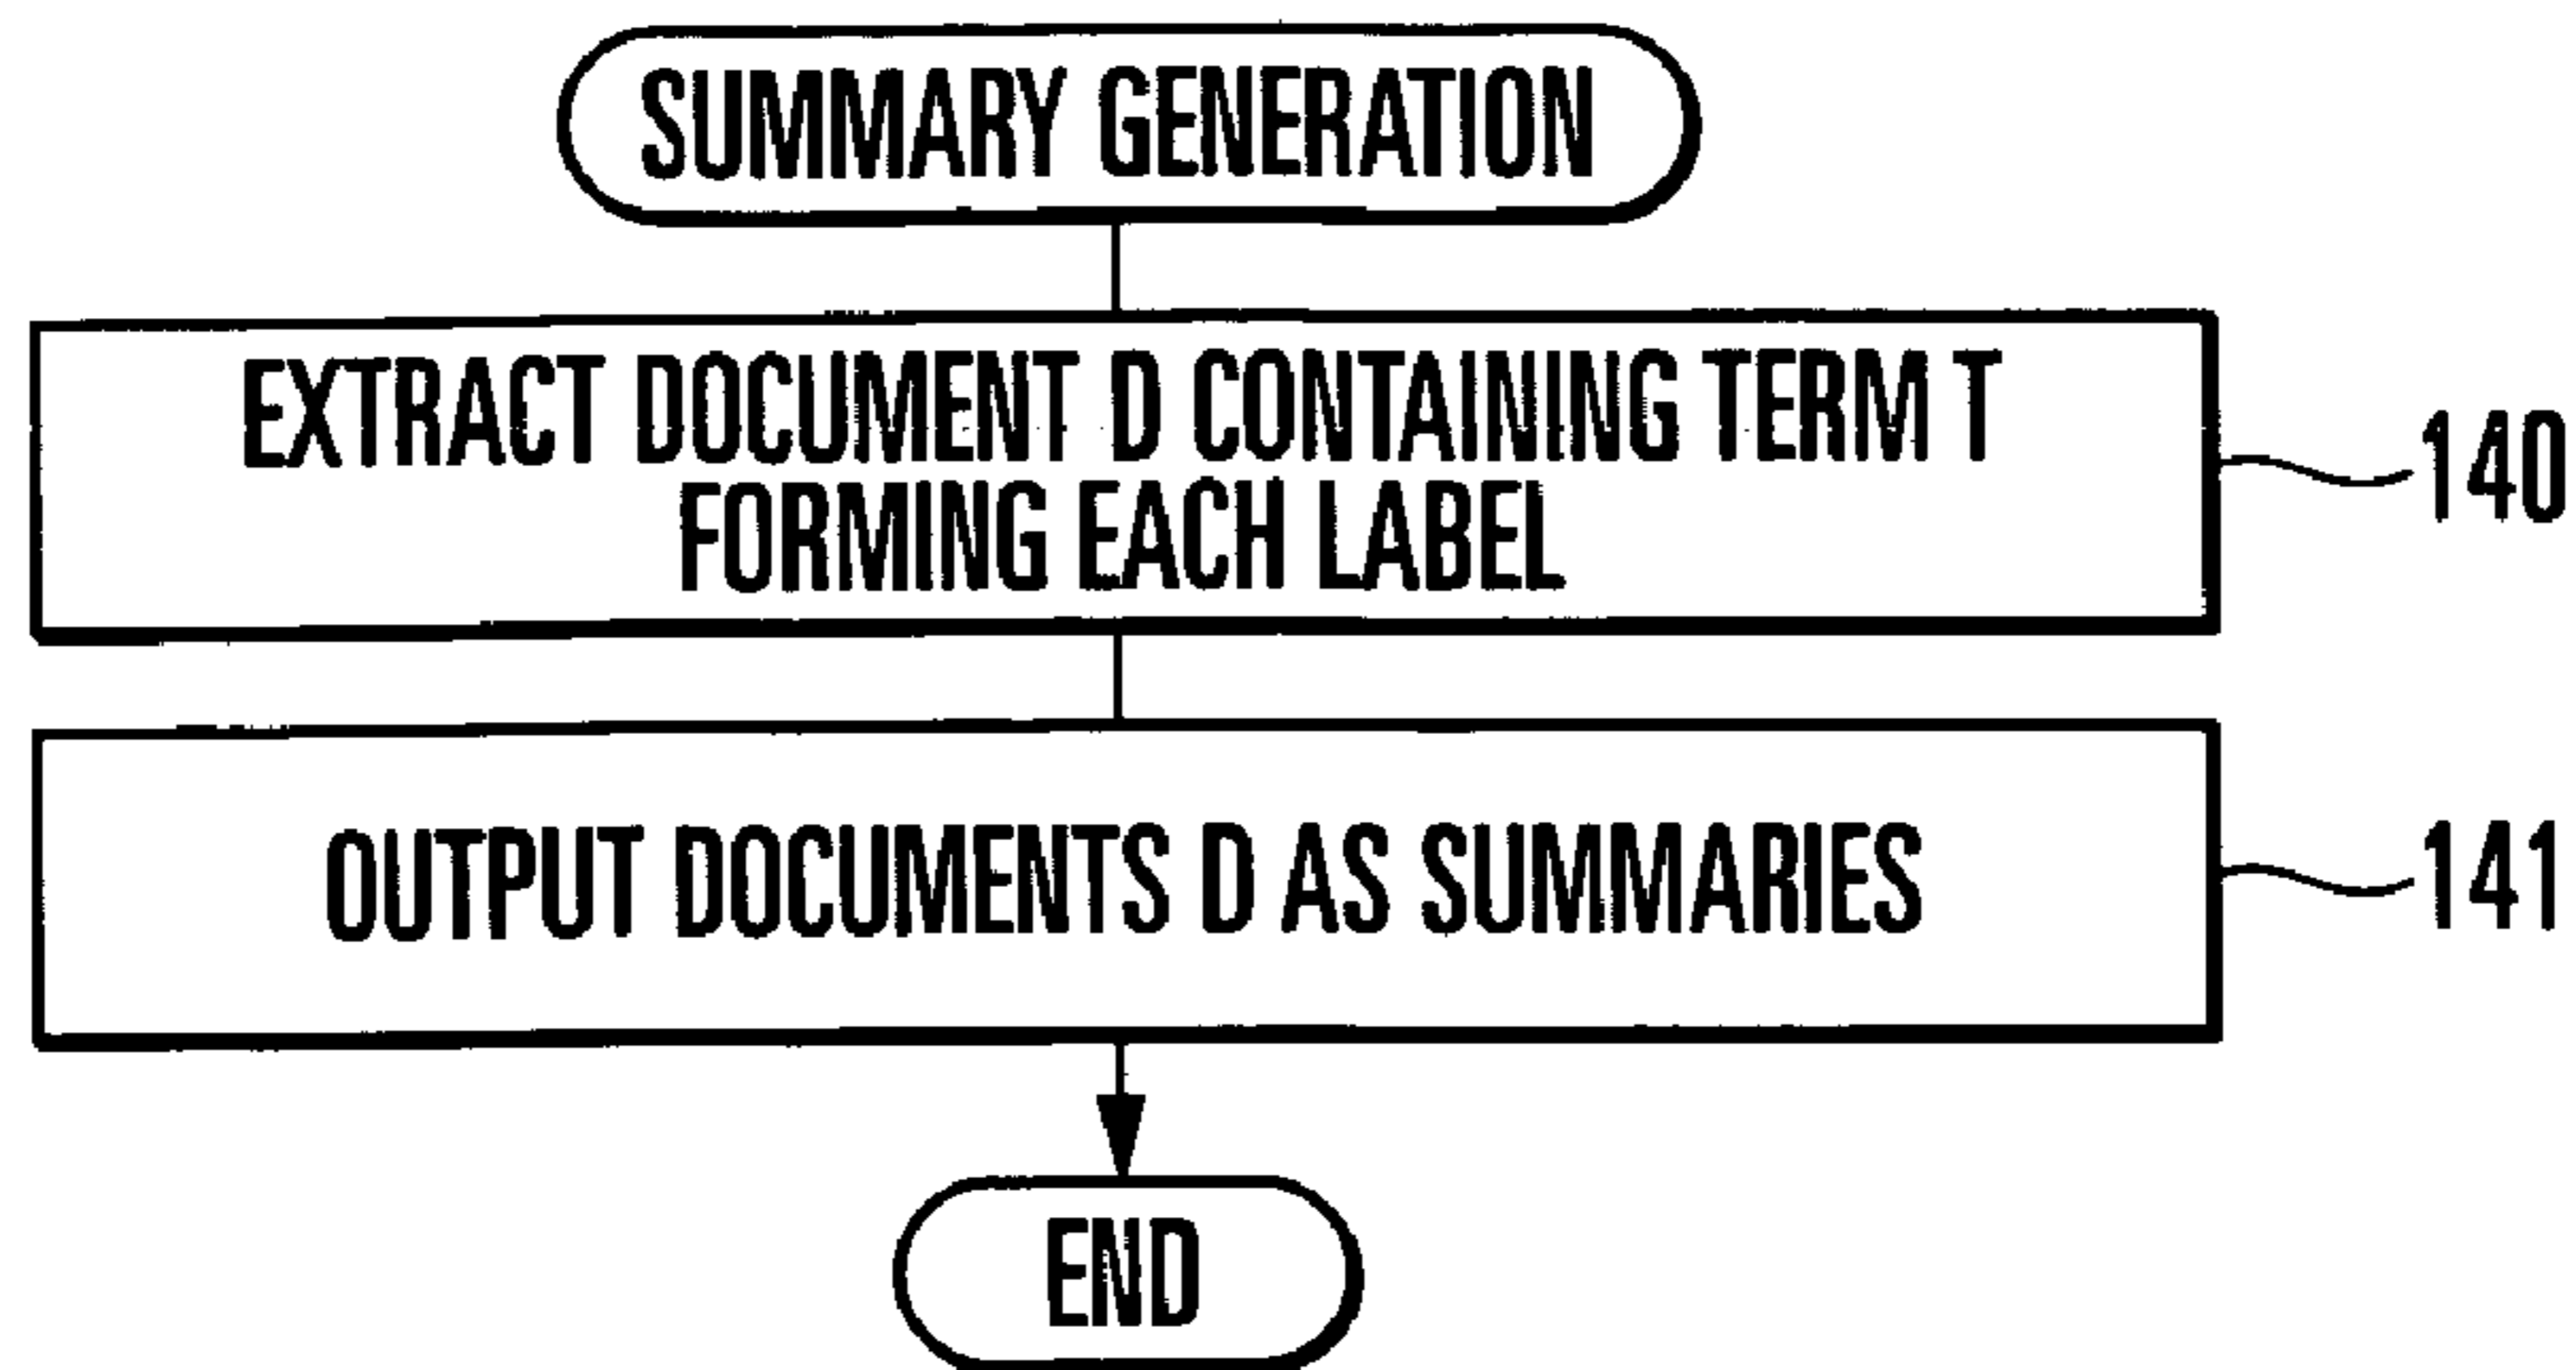 SUMMARY GENERATION
EXTRACT DOCUMENT D CONTAINING TERM T
FORMING EACH LABEL
140
OUTPUT DOCUMENTS D AS SUMMARIES
141
END